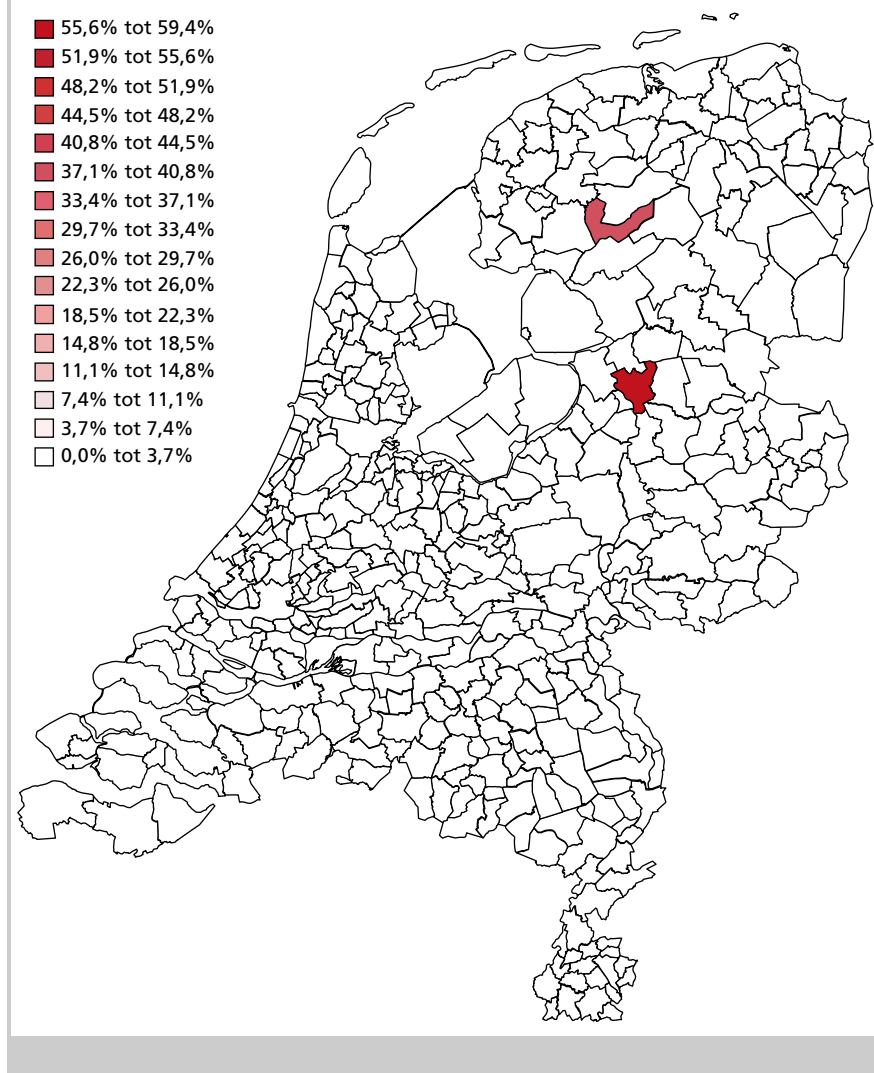 55,6% tot 59,4%
51,9% tot 55,6%
48,2% tot 51,9%
44,5% tot 48,2%
40,8% tot 44,5%
37,1% tot 40,8%
33,4% tot 37,1%
29,7% tot 33,4%
26,0% tot 29,7%
22,3% tot 26,0%
18,5% tot 22,3%
14,8% tot 18,5%
11,1% tot 14,8%
7,4% tot 11,1%
3,7% tot 7,4%
0,0% tot 3,7%